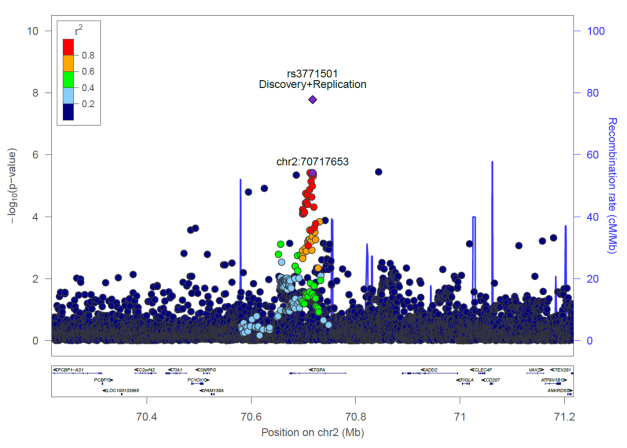 r²
0.8
0.6
0.4
0.2
rs3771501
Discovery+Replication
chr2:70717653
10
8
6
4
2
0
−log₁₀(p−value)
100
80
60
40
20
0
Recombination rate (cM/Mb)
PCBP1−AS1
C2orf42
TIA1
SNRPG
TGFA
ADD2
CLEC4F
VAX2
TEX261
PCBP1
PCYOX1
FIGLA
CD207
ATP6V1B1
LOC100133985
FAM136A
ANKRD53
70.4
70.6
70.8
71
71.2
Position on chr2 (Mb)